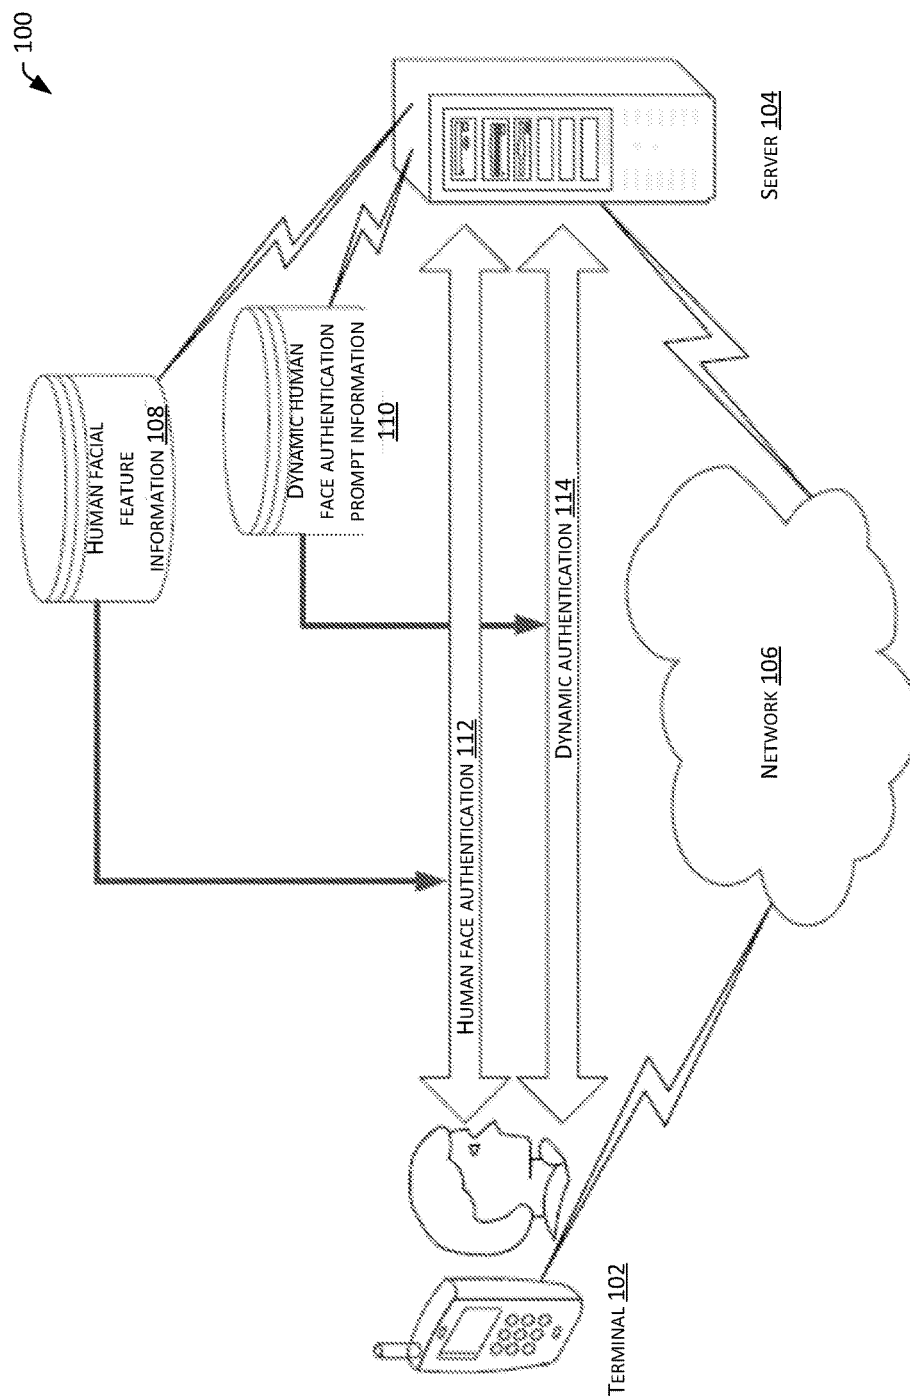 100
HUMAN FACIAL
FEATURE
INFORMATION 108
DYNAMIC HUMAN
FACE AUTHENTICATION
PROMPT INFORMATION
110
HUMAN FACE AUTHENTICATION 112
DYNAMIC AUTHENTICATION 114
TERMINAL 102
NETWORK 106
SERVER 104